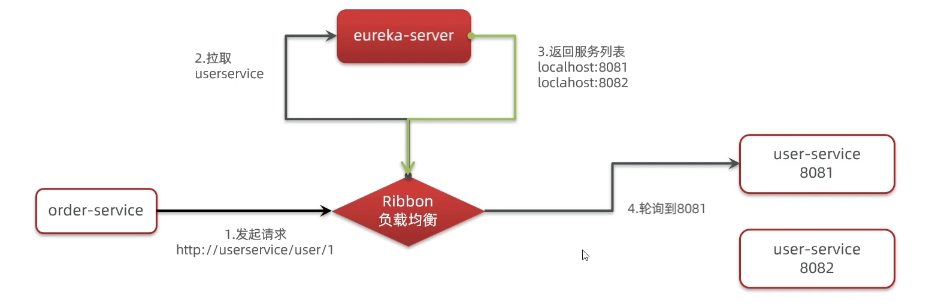 eureka-server
2.拉取
userservice
3.返回服务列表
localhost:8081
loclahost:8082
user-service
8081
order-service
Ribbon
负载均衡
4.轮询到8081
1.发起请求
http://userservice/user/1
user-service
8082